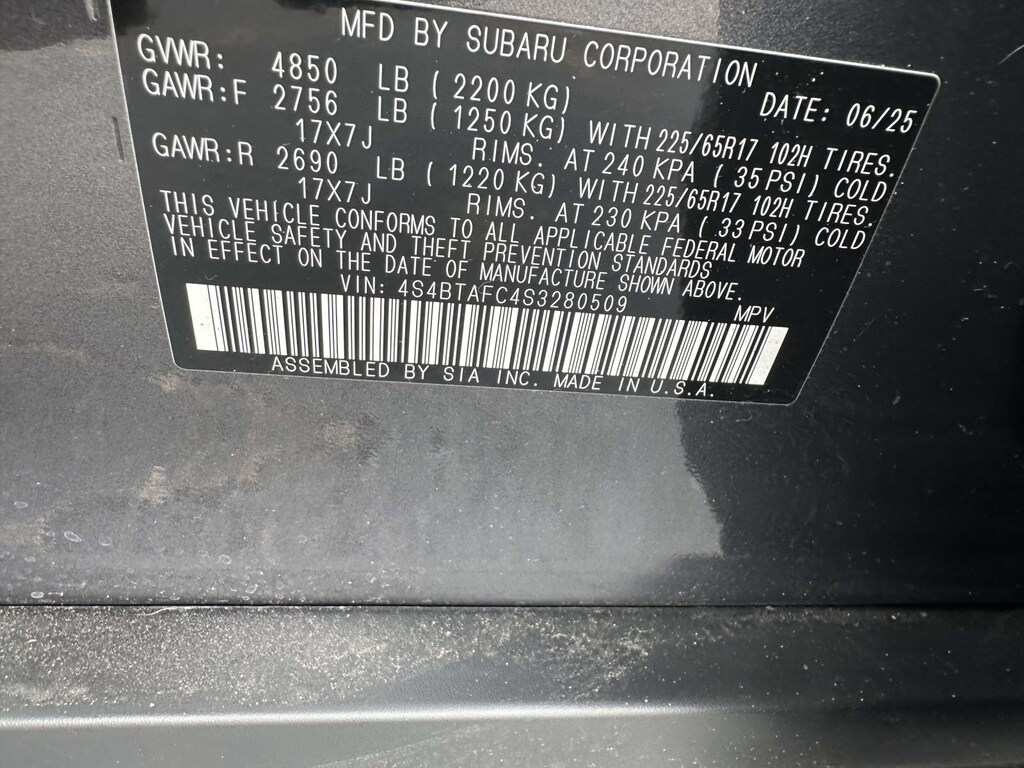 MFD BY SUBARU CORPORATION
GVWR: 4850 LB ( 2200 KG) DATE: 06/25
GAWR:F 2756 LB ( 1250 KG) WITH 225/65R17 102H TIRES.
17X7J RIMS. AT 240 KPA ( 35 PSI) COLD
GAWR:R 2690 LB ( 1220 KG) WITH 225/65R17 102H TIRES.
17X7J RIMS. AT 230 KPA ( 33 PSI) COLD
THIS VEHICLE CONFORMS TO ALL APPLICABLE FEDERAL MOTOR
VEHICLE SAFETY AND THEFT PREVENTION STANDARDS
IN EFFECT ON THE DATE OF MANUFACTURE SHOWN ABOVE.
VIN: 4S4BTAFC4S3280509 MPV
ASSEMBLED BY SIA INC. MADE IN U.S.A.